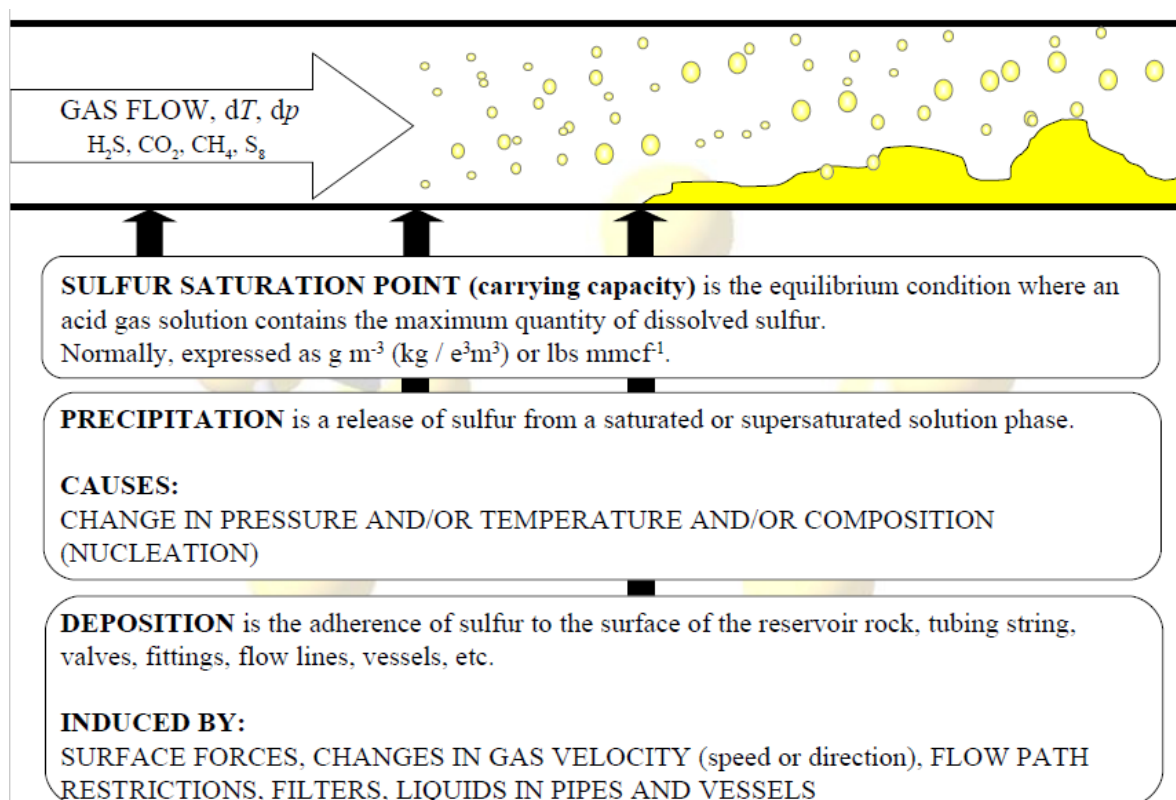 GAS FLOW, dT, dp
H₂S, CO₂, CH₄, S₈
SULFUR SATURATION POINT (carrying capacity) is the equilibrium condition where an
acid gas solution contains the maximum quantity of dissolved sulfur.
Normally, expressed as g m⁻³ (kg / e³m³) or lbs mmcf⁻¹.
PRECIPITATION is a release of sulfur from a saturated or supersaturated solution phase.
CAUSES:
CHANGE IN PRESSURE AND/OR TEMPERATURE AND/OR COMPOSITION
(NUCLEATION)
DEPOSITION is the adherence of sulfur to the surface of the reservoir rock, tubing string,
valves, fittings, flow lines, vessels, etc.
INDUCED BY:
SURFACE FORCES, CHANGES IN GAS VELOCITY (speed or direction), FLOW PATH
RESTRICTIONS, FILTERS, LIQUIDS IN PIPES AND VESSELS